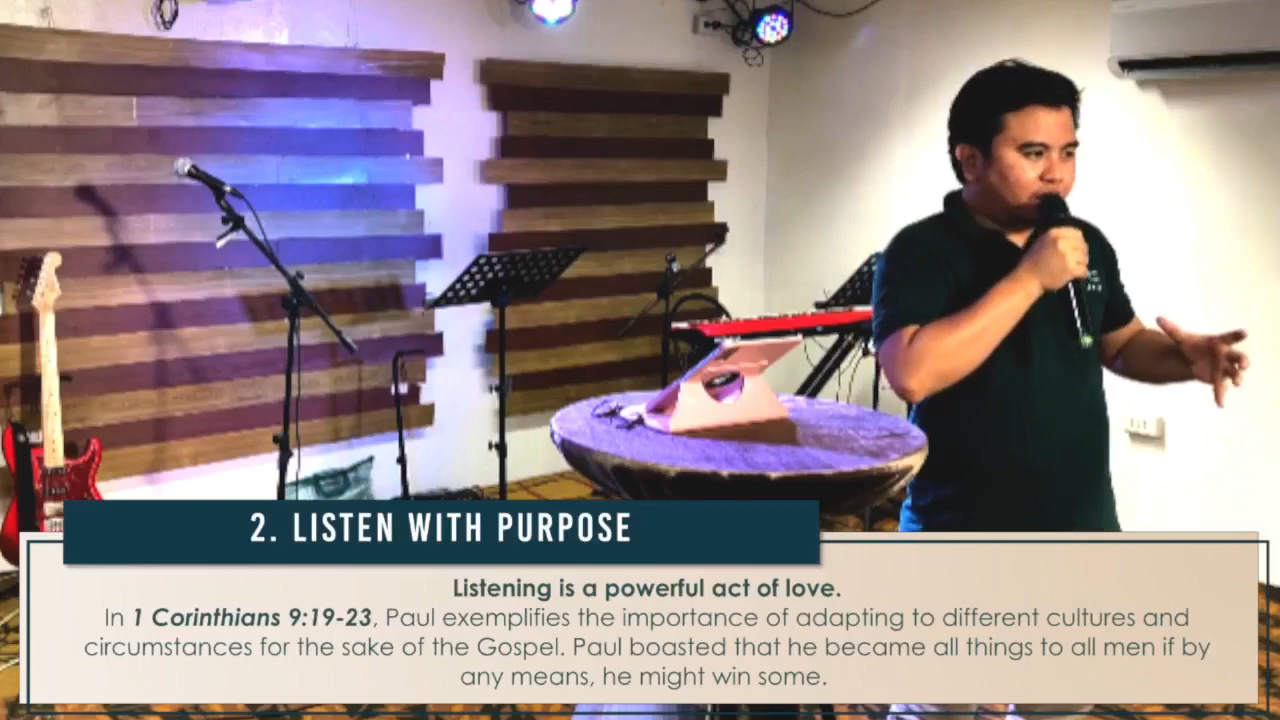 2. LISTEN WITH PURPOSE
Listening is a powerful act of love.
In 1 Corinthians 9:19-23, Paul exemplifies the importance of adapting to different cultures and
circumstances for the sake of the Gospel. Paul boasted that he became all things to all men if by
any means, he might win some.